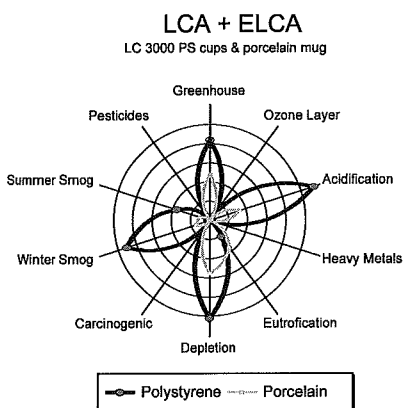 LCA + ELCA
LC 3000 PS cups & porcelain mug
Greenhouse
Pesticides
Ozone Layer
Summer Smog
Acidification
Winter Smog
Heavy Metals
Carcinogenic
Eutrofication
Depletion
Polystyrene
Porcelain